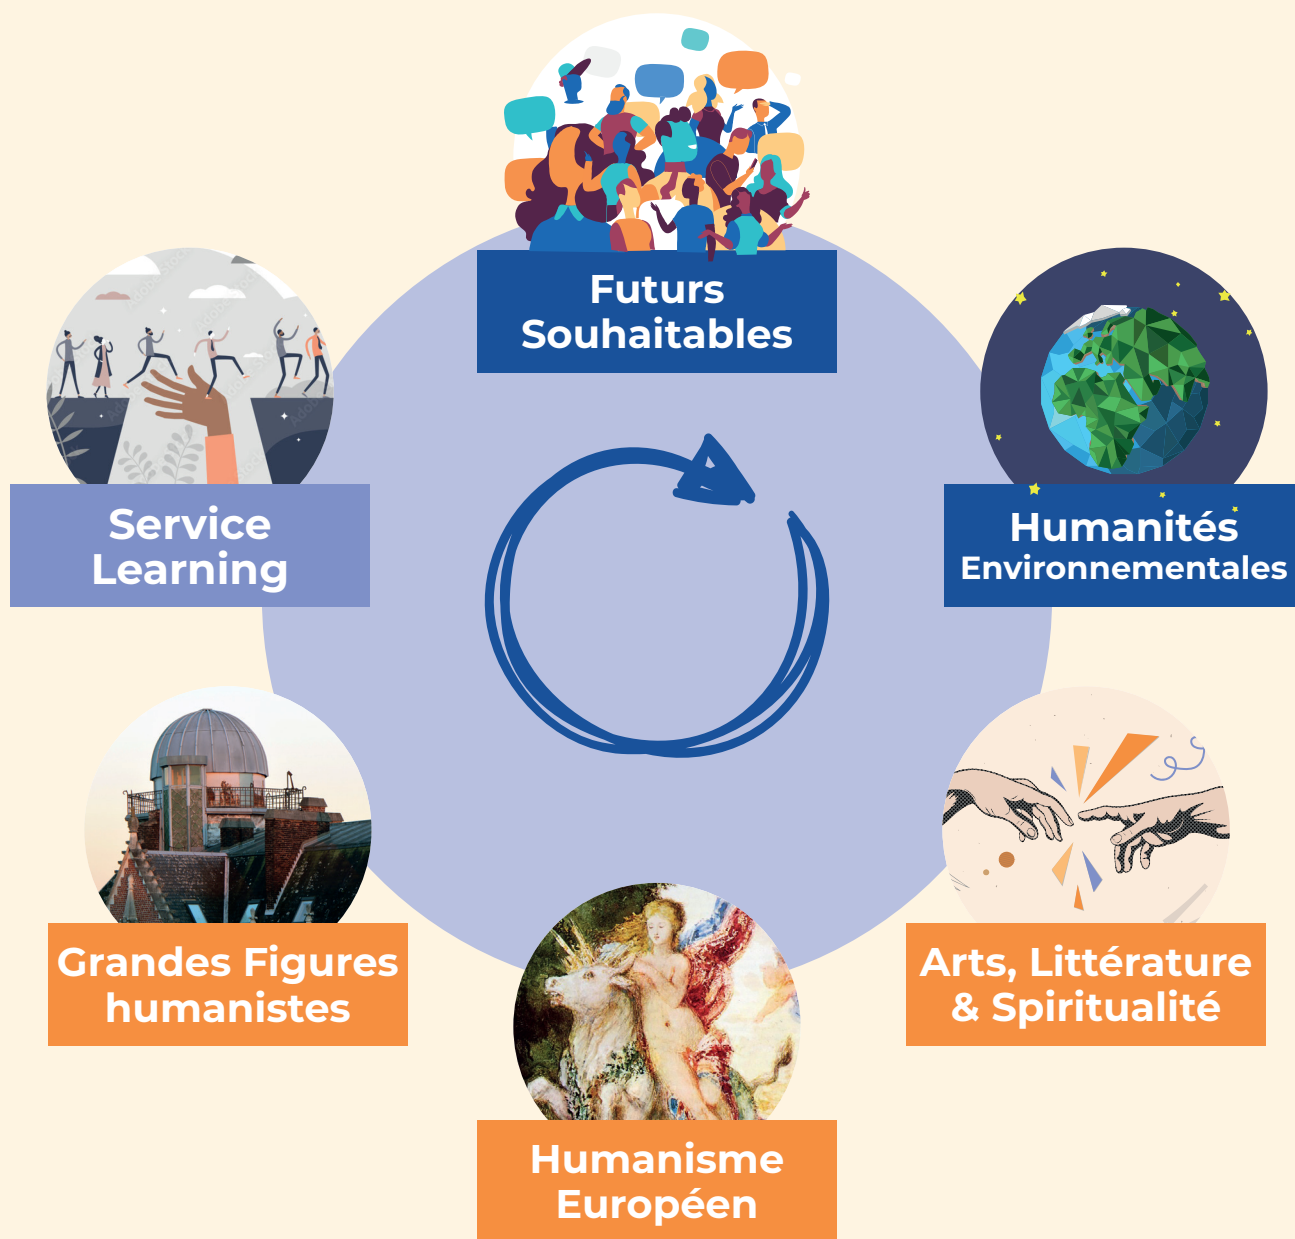 Futurs
Souhaitables
Service
Learning
Humanités
Environnementales
Grandes Figures
humanistes
Arts, Littérature
& Spiritualité
Humanisme
Européen